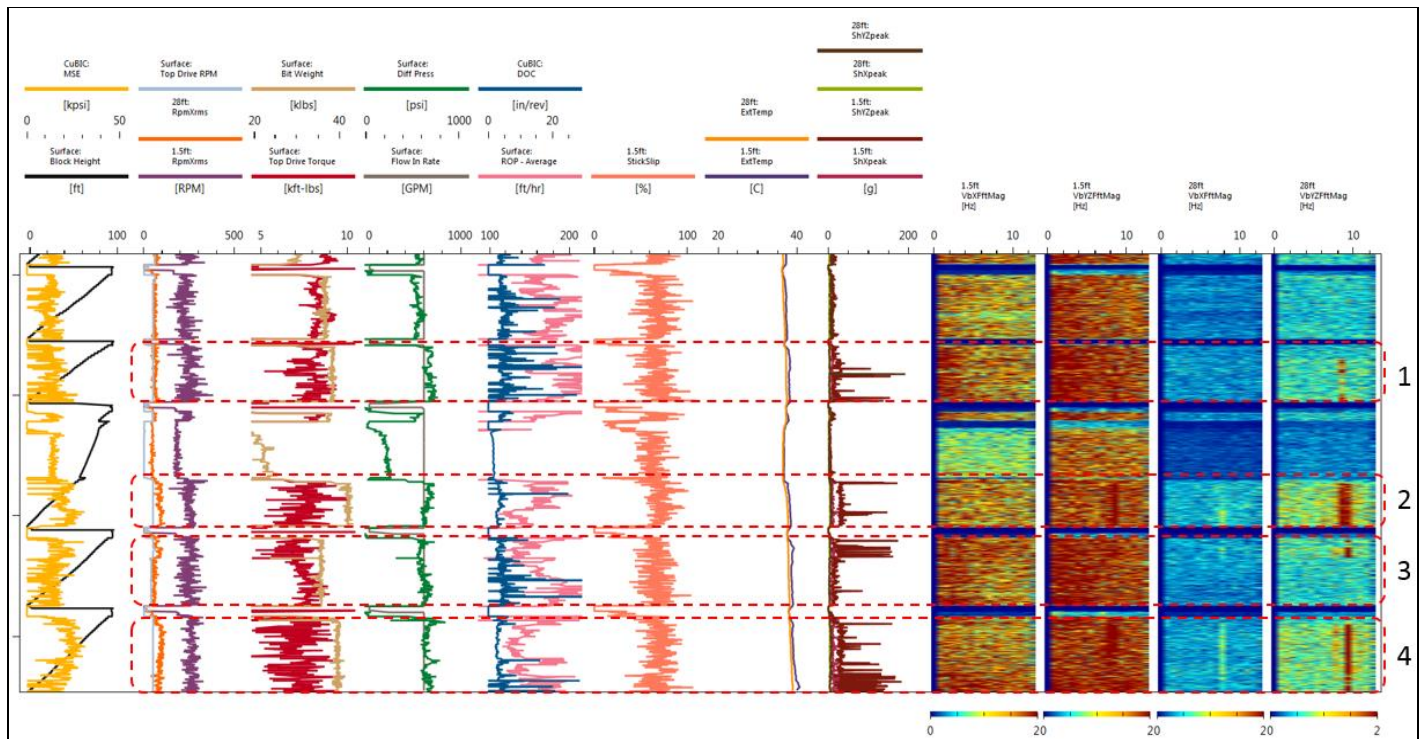 28ft:
ShYZpeak
CuBIC:
MSE
Surface:
Top Drive RPM
Surface:
Bit Weight
Surface:
Diff Press
CuBIC:
DOC
28ft:
ShXpeak
[kpsi]
28ft:
RpmXrms
[klbs]
[psi]
[in/rev]
28ft:
ExtTemp
1.5ft:
ShYZpeak
0 50
20 40
0 1000
0 20
Surface:
Block Height
1.5ft:
RpmXrms
Surface:
Top Drive Torque
Surface:
Flow In Rate
Surface:
ROP - Average
1.5ft:
StickSlip
1.5ft:
ExtTemp
1.5ft:
ShXpeak
[ft]
[RPM]
[kft-lbs]
[GPM]
[ft/hr]
[%]
[C]
[g]
1.5ft
VbXFftMag
[Hz]
1.5ft
VbYZFftMag
[Hz]
28ft
VbXFftMag
[Hz]
28ft
VbYZFftMag
[Hz]
0 100
0 500
5 10
0 1000
100 200
0 100
20 40
0 200
0 10
0 10
0 10
0 10
1
2
3
4
0 20 20 20 2